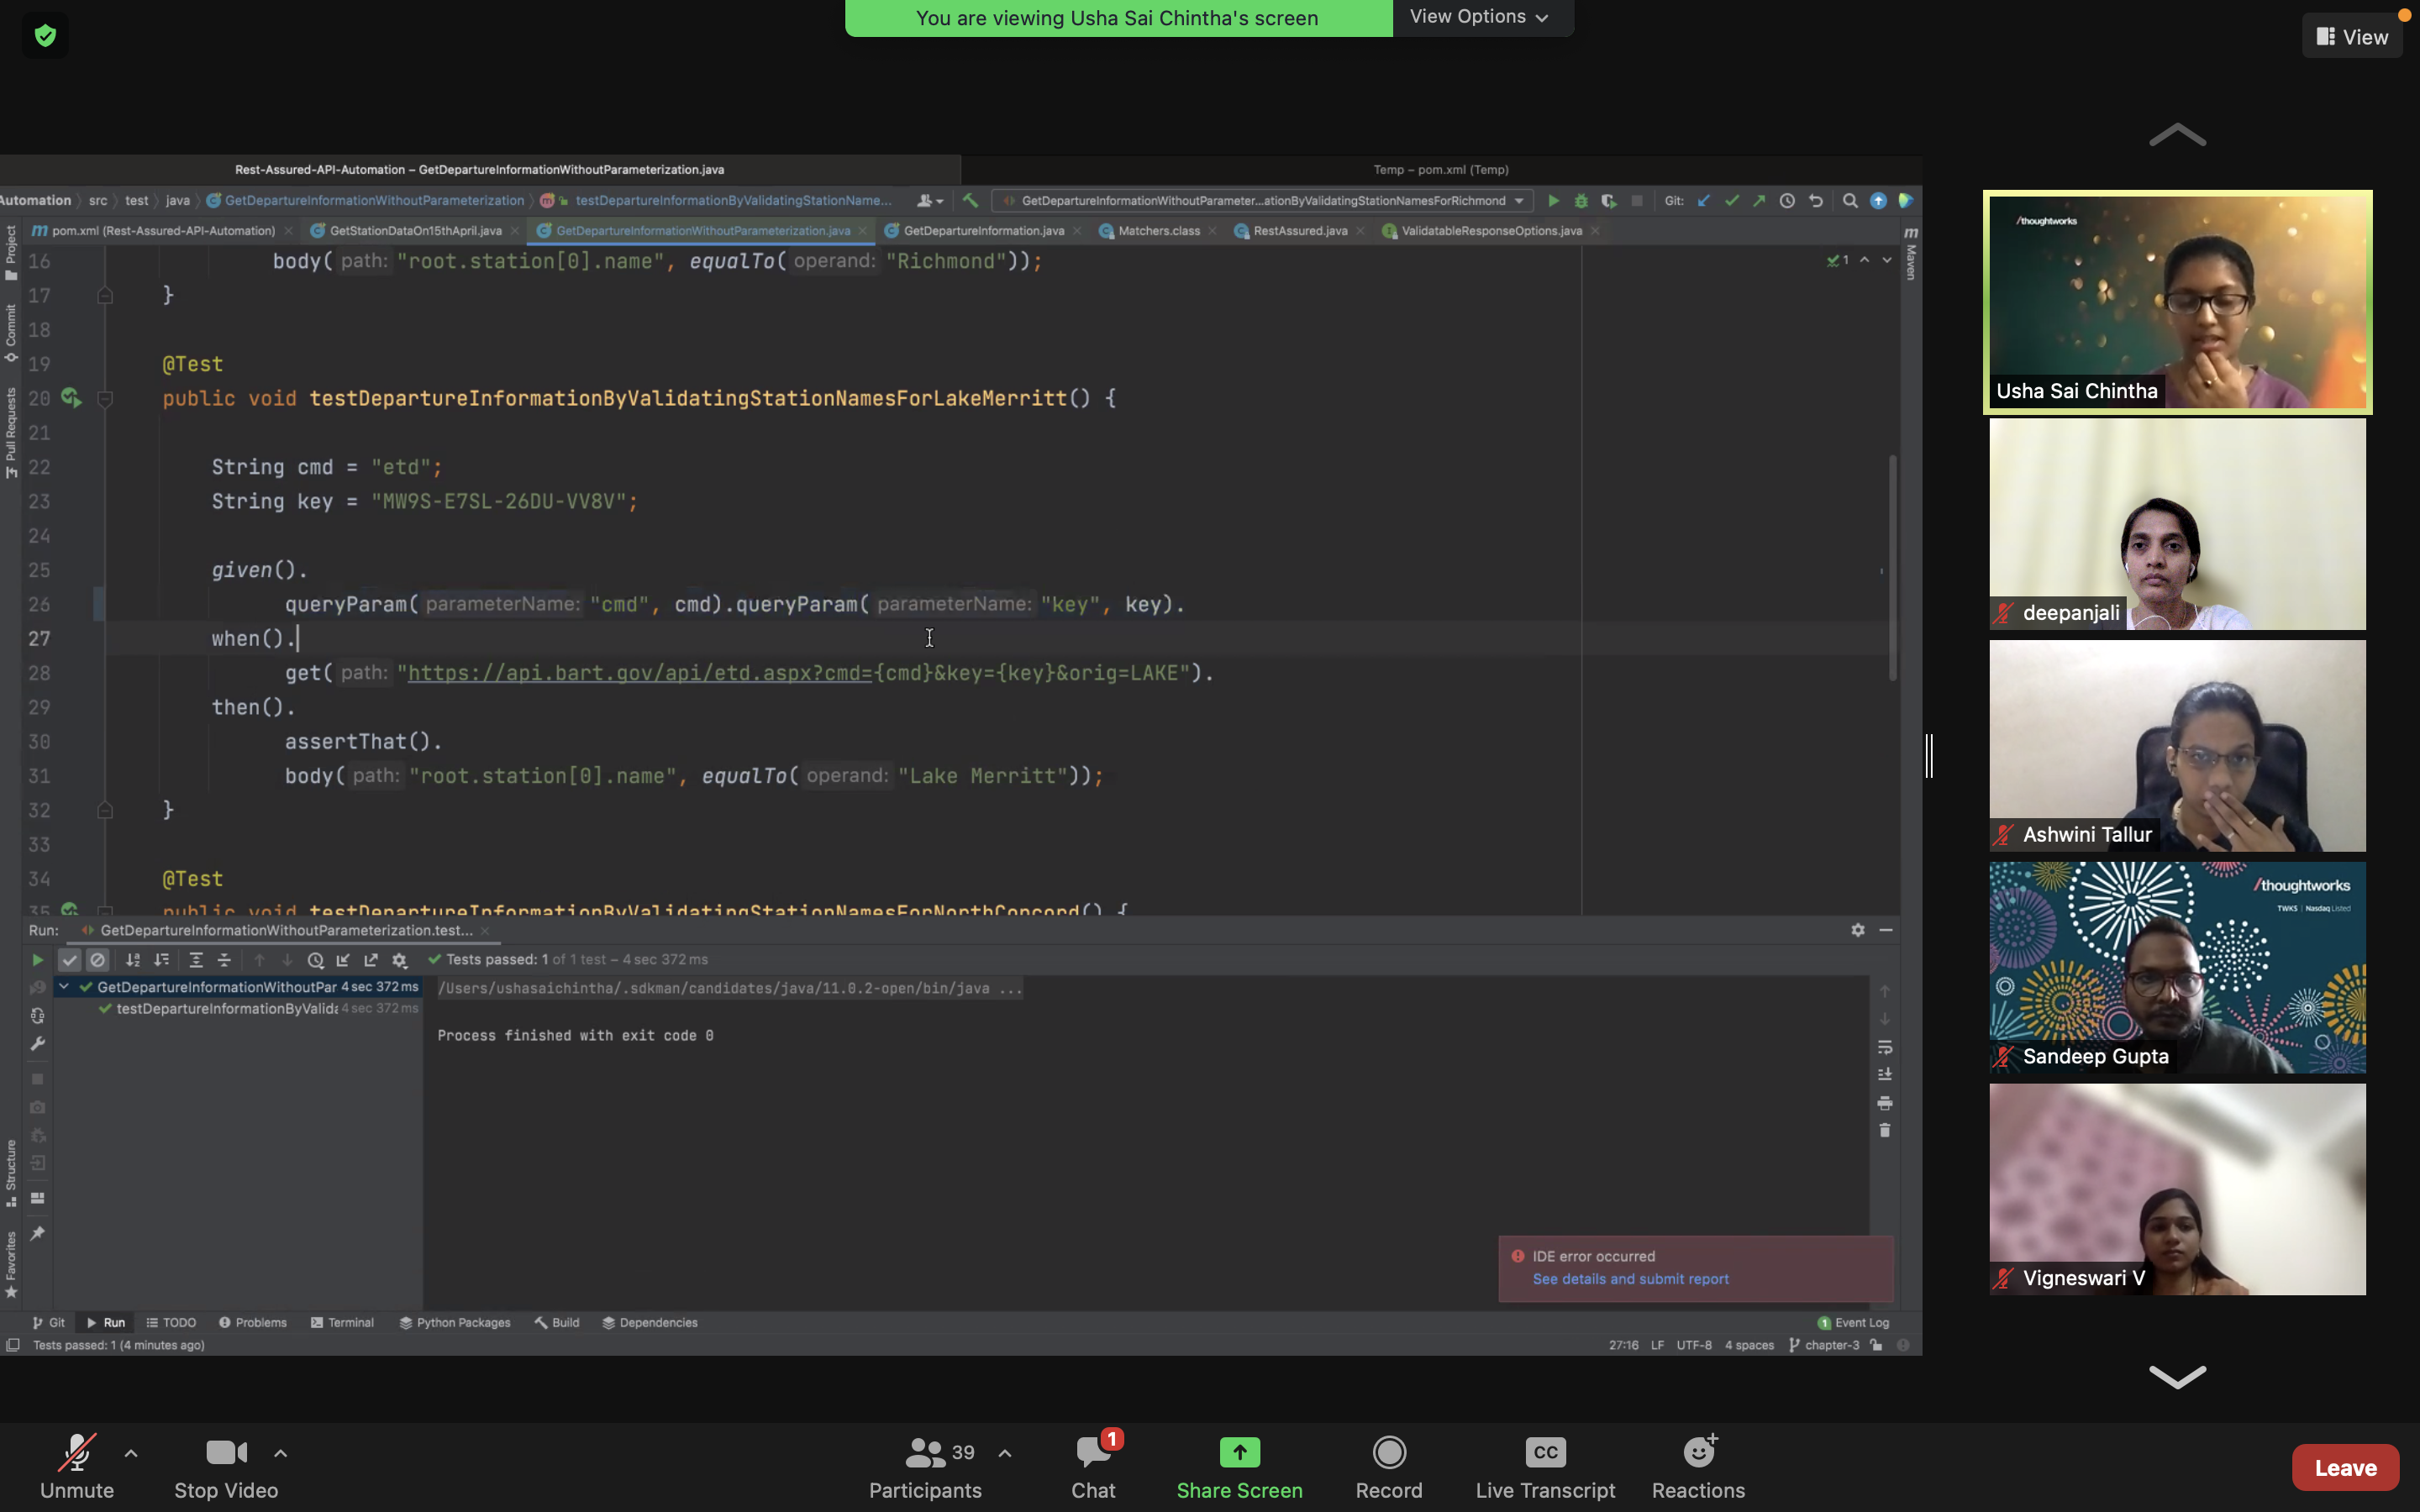 You are viewing Usha Sai Chintha's screen
View Options
View
Rest-Assured-API-Automation – GetDepartureInformationWithoutParameterization.java
Temp – pom.xml (Temp)
Automation
src
test
java
GetDepartureInformationWithoutParameterization
testDepartureInformationByValidatingStationName...
GetDepartureInformationWithoutParameter...ationByValidatingStationNamesForRichmond
Git:
pom.xml (Rest-Assured-API-Automation)
GetStationDataOn15thApril.java
GetDepartureInformationWithoutParameterization.java
GetDepartureInformation.java
Matchers.class
RestAssured.java
ValidatableResponseOptions.java
Project
Commit
Pull Requests
Maven
1
16 body( path: "root.station[0].name", equalTo( operand: "Richmond"));
17 }
18
19 @Test
20 public void testDepartureInformationByValidatingStationNamesForLakeMerritt() {
21
22 String cmd = "etd";
23 String key = "MW9S-E7SL-26DU-VV8V";
24
25 given().
26 queryParam( parameterName: "cmd", cmd).queryParam( parameterName: "key", key).
27 when().
28 get( path: "https://api.bart.gov/api/etd.aspx?cmd={cmd}&key={key}&orig=LAKE").
29 then().
30 assertThat().
31 body( path: "root.station[0].name", equalTo( operand: "Lake Merritt"));
32 }
33
34 @Test
35 public void testDepartureInformationByValidatingStationNamesForNorthConcord() {
Run: GetDepartureInformationWithoutParameterization.test...
Tests passed: 1 of 1 test – 4 sec 372 ms
GetDepartureInformationWithoutPar 4 sec 372 ms
testDepartureInformationByValida 4 sec 372 ms
/Users/ushasaichintha/.sdkman/candidates/java/11.0.2-open/bin/java ...
Process finished with exit code 0
Structure
Favorites
IDE error occurred
See details and submit report
Git
Run
TODO
Problems
Terminal
Python Packages
Build
Dependencies
1 Event Log
Tests passed: 1 (4 minutes ago)
27:16 LF UTF-8 4 spaces chapter-3
/thoughtworks
Usha Sai Chintha
deepanjali
Ashwini Tallur
/thoughtworks
TWKS | Nasdaq Listed
Sandeep Gupta
Vigneswari V
Unmute
Stop Video
39
Participants
1
Chat
Share Screen
Record
CC
Live Transcript
Reactions
Leave